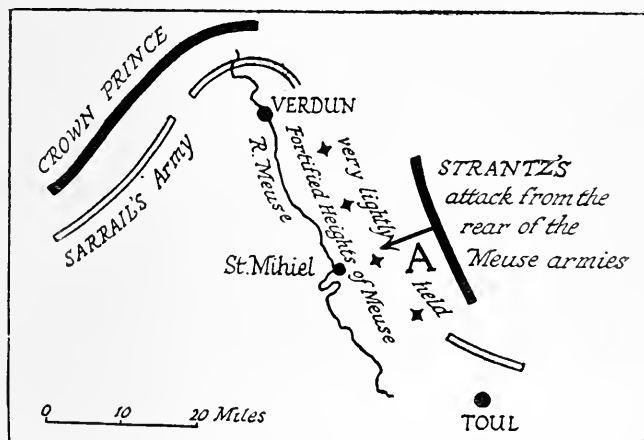 CROWN PRINCE
SARRAIL'S Army
VERDUN
R. Meuse
Fortified Heights of Meuse
very lightly
held
A
STRANTZ'S
attack from the
rear of the
Meuse armies
St. Mihiel
TOUL
0 10 20 Miles